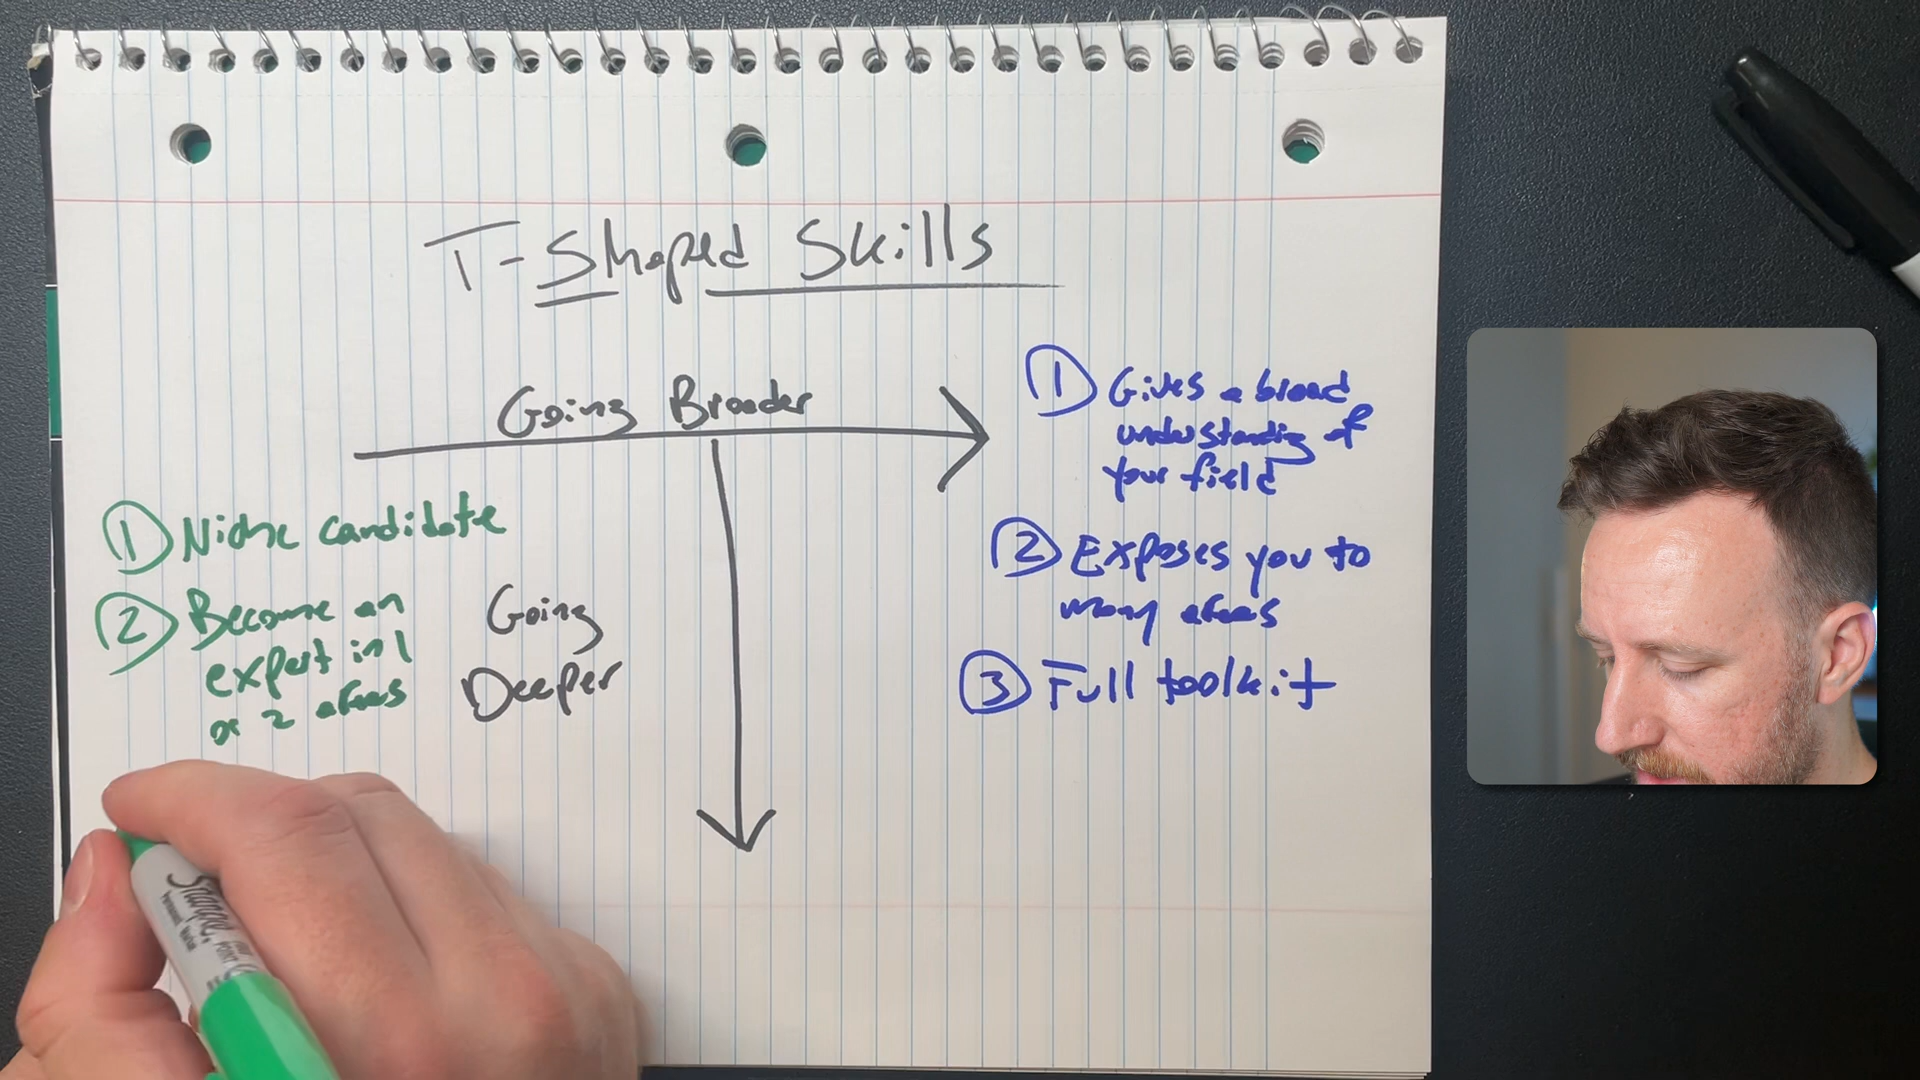 T-Shaped Skills
Going Broader
① Gives a broad
understanding of
your field
② Exposes you to
many areas
③ Full toolkit
① Niche candidate
② Become an
expert in 1
or 2 areas
Going
Deeper
Sharpie